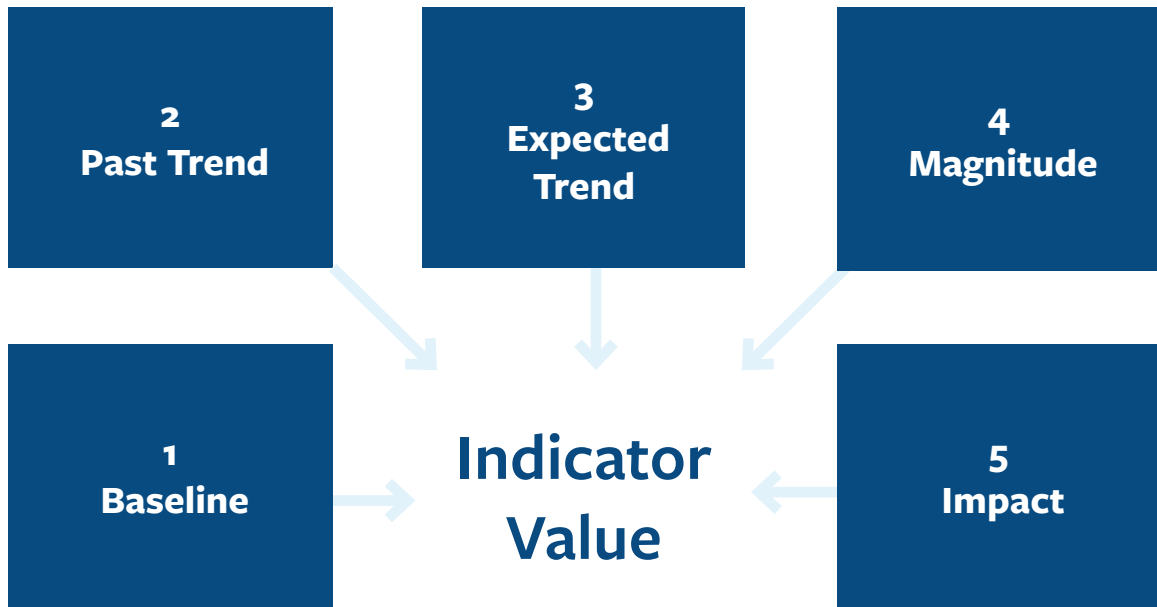 2
Past Trend
3
Expected
Trend
4
Magnitude
1
Baseline
Indicator
Value
5
Impact